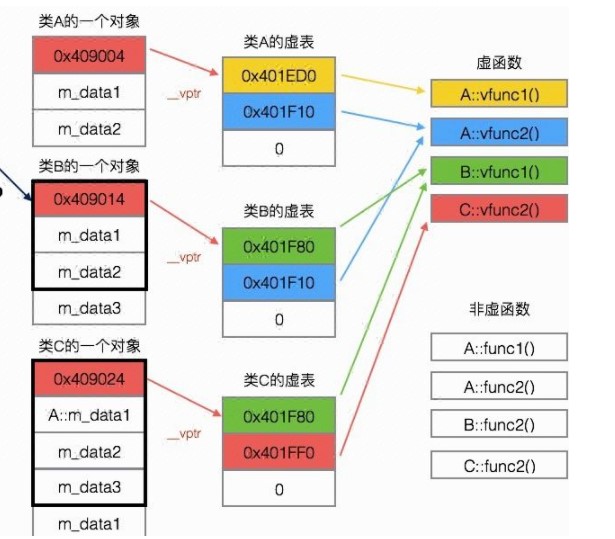 类A的一个对象
0x409004
m_data1
m_data2
__vptr
类A的虚表
0x401ED0
0x401F10
0
类B的一个对象
0x409014
m_data1
m_data2
m_data3
__vptr
类B的虚表
0x401F80
0x401F10
0
类C的一个对象
0x409024
A::m_data1
m_data2
m_data3
m_data1
__vptr
类C的虚表
0x401F80
0x401FF0
0
虚函数
A::vfunc1()
A::vfunc2()
B::vfunc1()
C::vfunc2()
非虚函数
A::func1()
A::func2()
B::func2()
C::func2()